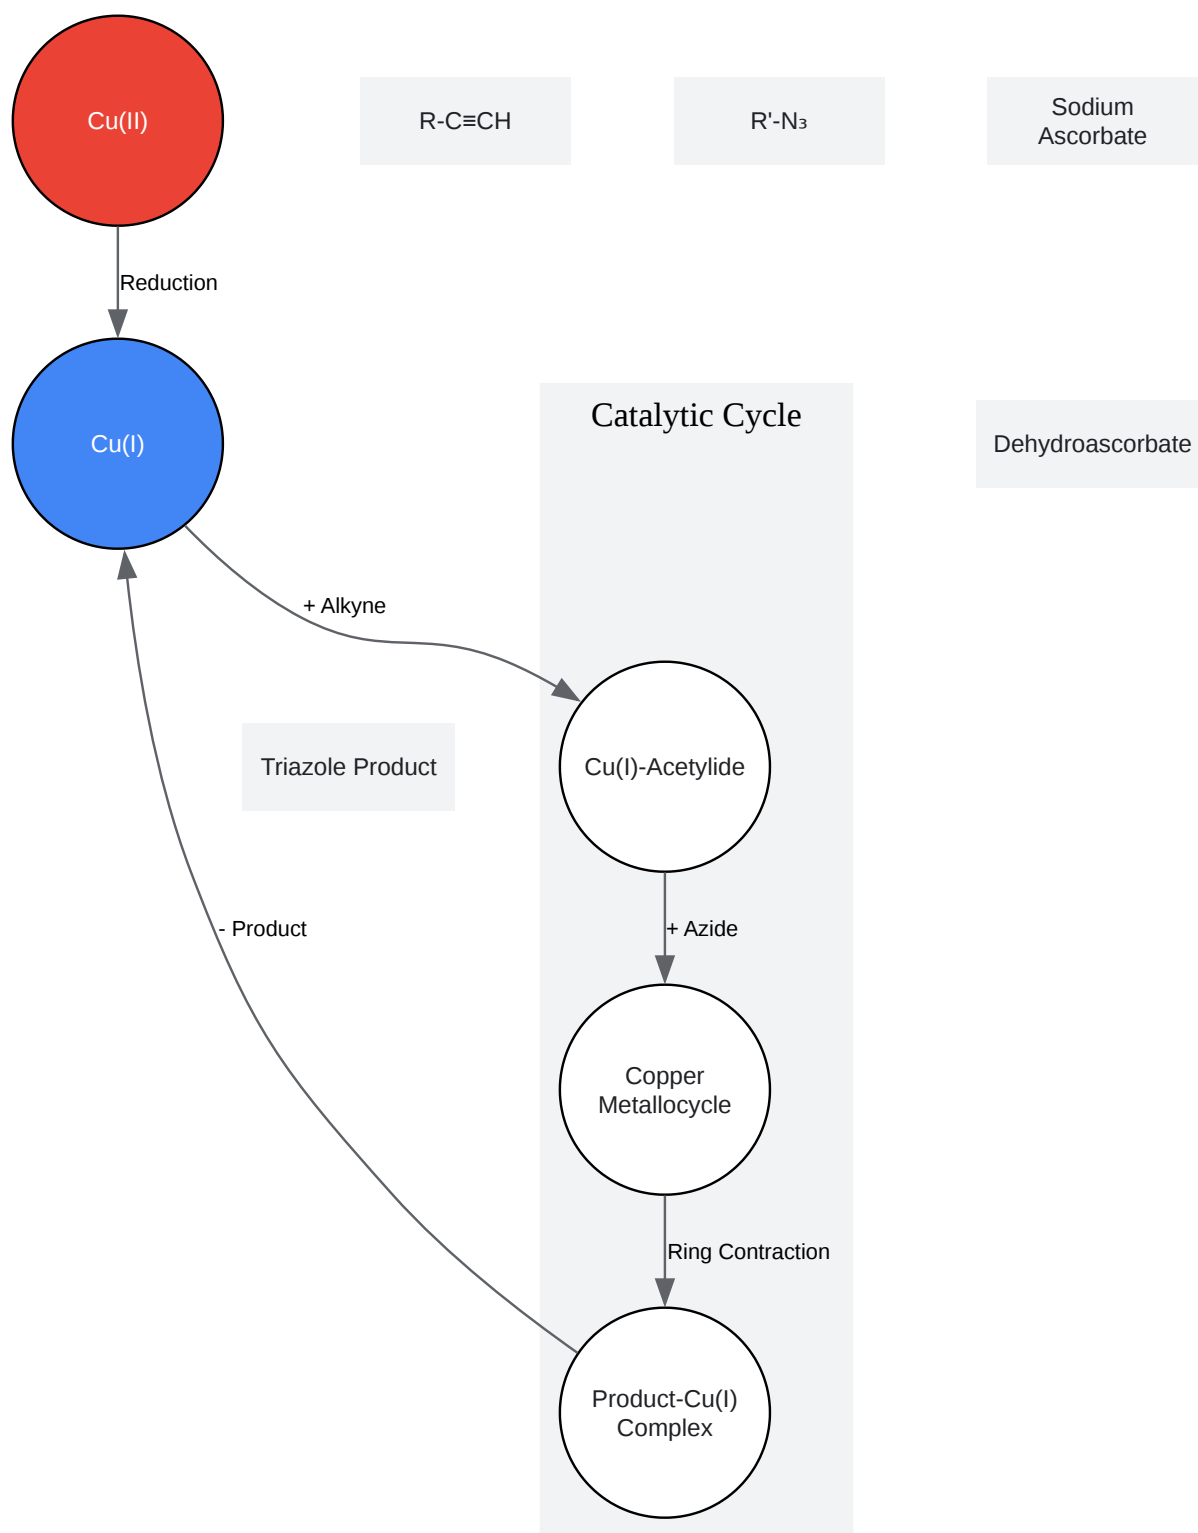 Cu(II)
R-C≡CH
R'-N₃
Sodium
Ascorbate
Reduction
Cu(I)
Catalytic Cycle
Dehydroascorbate
+ Alkyne
Triazole Product
Cu(I)-Acetylide
- Product
+ Azide
Copper
Metallocycle
Ring Contraction
Product-Cu(I)
Complex